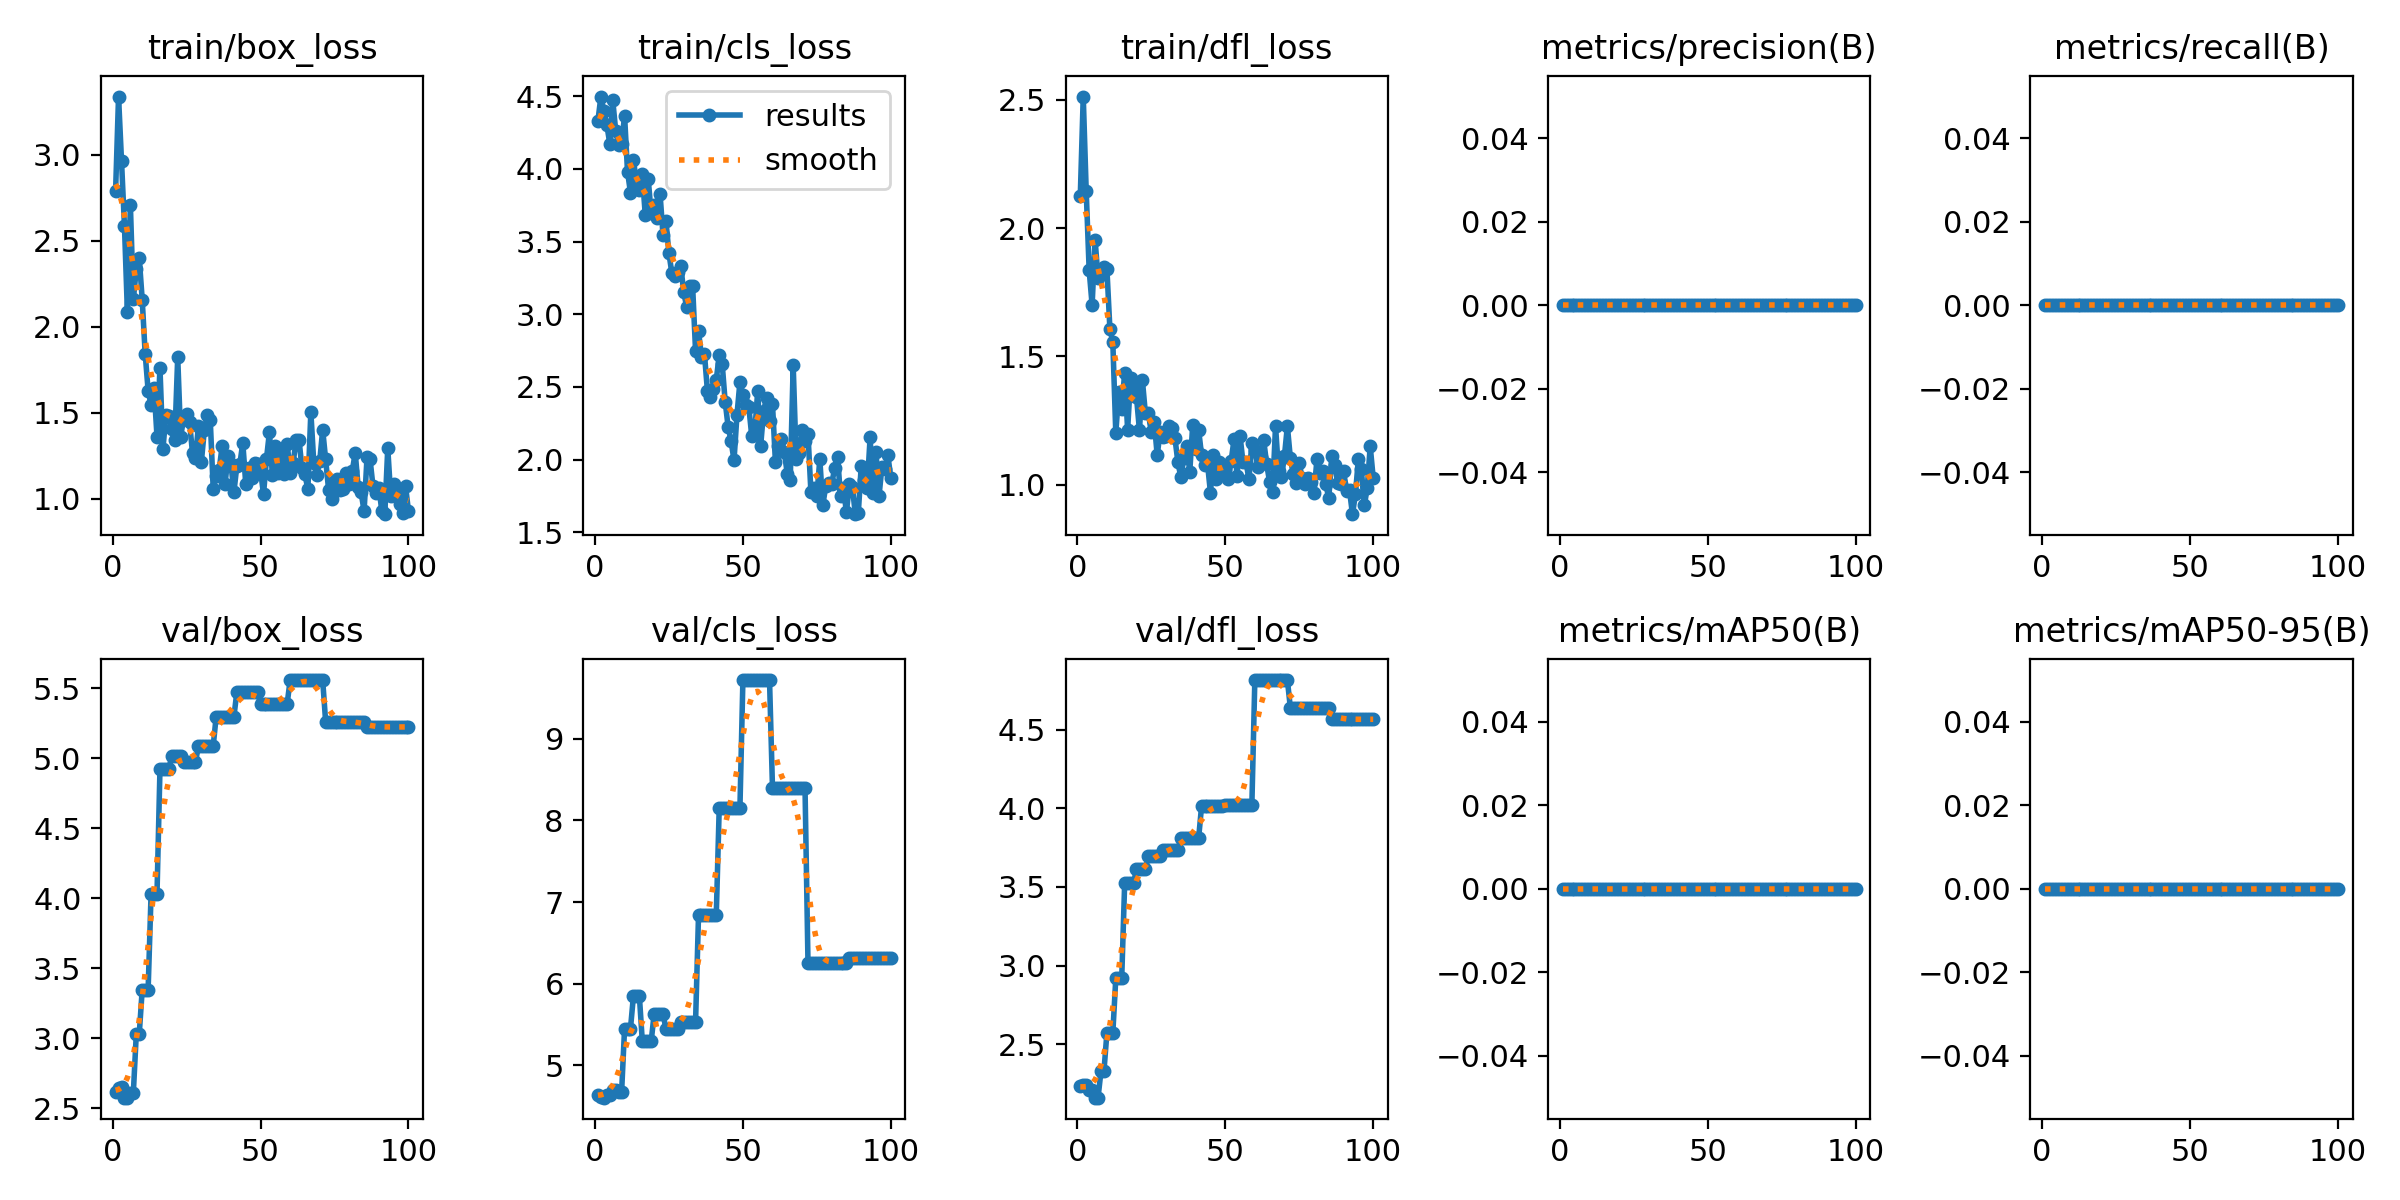 train/box_loss
3.0
2.5
2.0
1.5
1.0
0 50 100
train/cls_loss
results
smooth
4.5
4.0
3.5
3.0
2.5
2.0
1.5
0 50 100
train/dfl_loss
2.5
2.0
1.5
1.0
0 50 100
metrics/precision(B)
0.04
0.02
0.00
−0.02
−0.04
0 50 100
metrics/recall(B)
0.04
0.02
0.00
−0.02
−0.04
0 50 100
val/box_loss
5.5
5.0
4.5
4.0
3.5
3.0
2.5
0 50 100
val/cls_loss
9
8
7
6
5
0 50 100
val/dfl_loss
4.5
4.0
3.5
3.0
2.5
0 50 100
metrics/mAP50(B)
0.04
0.02
0.00
−0.02
−0.04
0 50 100
metrics/mAP50-95(B)
0.04
0.02
0.00
−0.02
−0.04
0 50 100